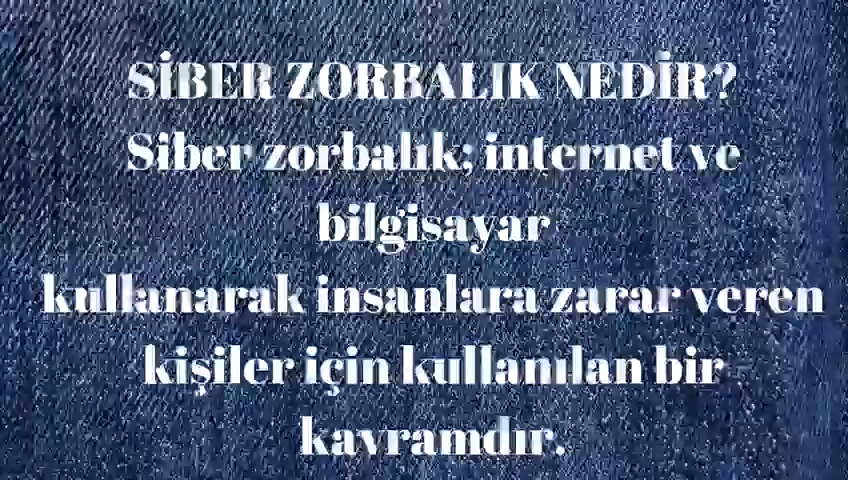 SİBER ZORBALIK NEDİR?
Siber zorbalık; internet ve
bilgisayar
kullanarak insanlara zarar veren
kişiler için kullanılan bir
kavramdır.